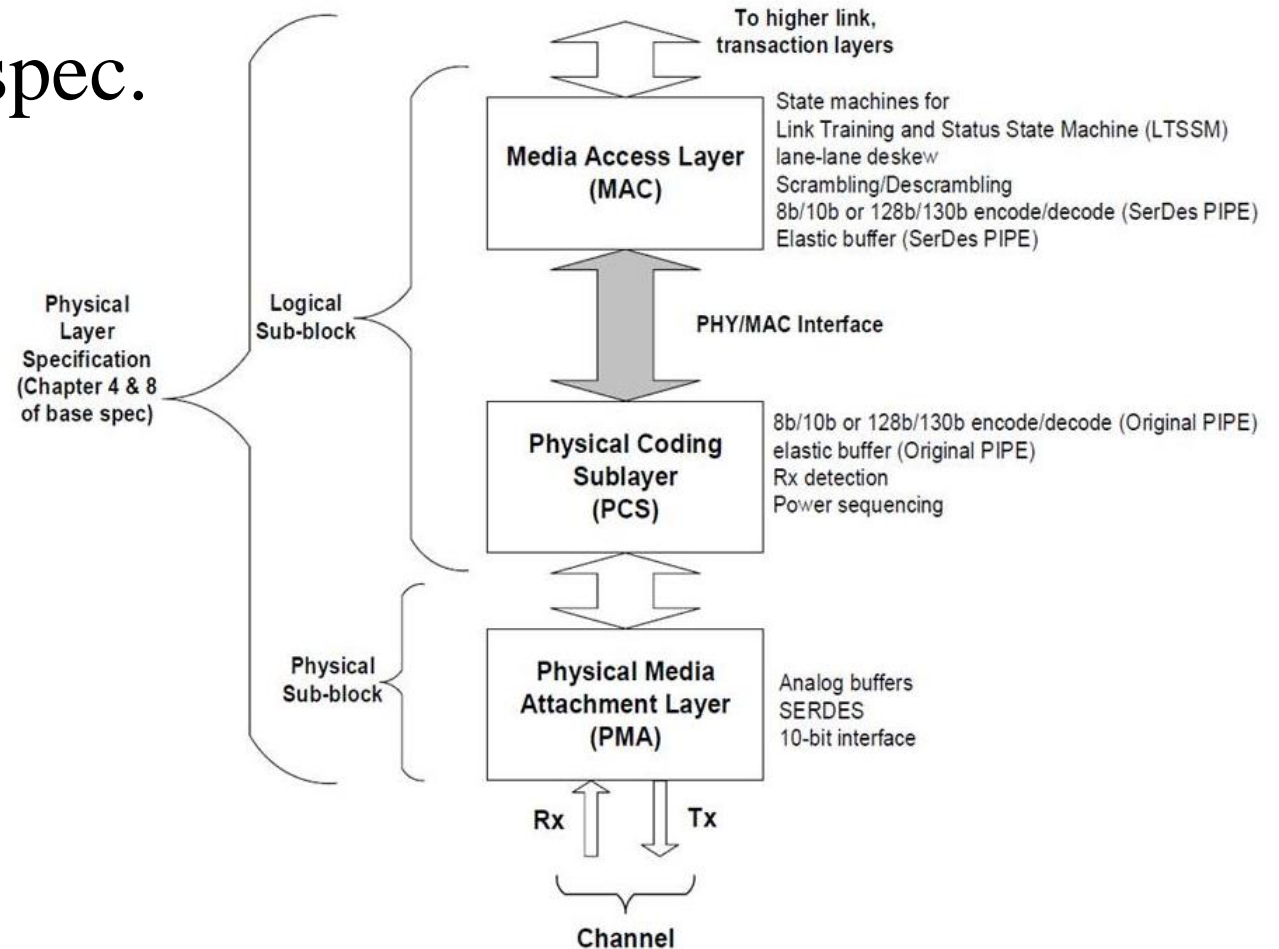 spec.
To higher link,
transaction layers
Media Access Layer
(MAC)
State machines for
Link Training and Status State Machine (LTSSM)
lane-lane deskew
Scrambling/Descrambling
8b/10b or 128b/130b encode/decode (SerDes PIPE)
Elastic buffer (SerDes PIPE)
Physical
Layer
Specification
(Chapter 4 & 8
of base spec)
Logical
Sub-block
PHY/MAC Interface
Physical Coding
Sublayer
(PCS)
8b/10b or 128b/130b encode/decode (Original PIPE)
elastic buffer (Original PIPE)
Rx detection
Power sequencing
Physical
Sub-block
Physical Media
Attachment Layer
(PMA)
Analog buffers
SERDES
10-bit interface
Rx
Tx
Channel